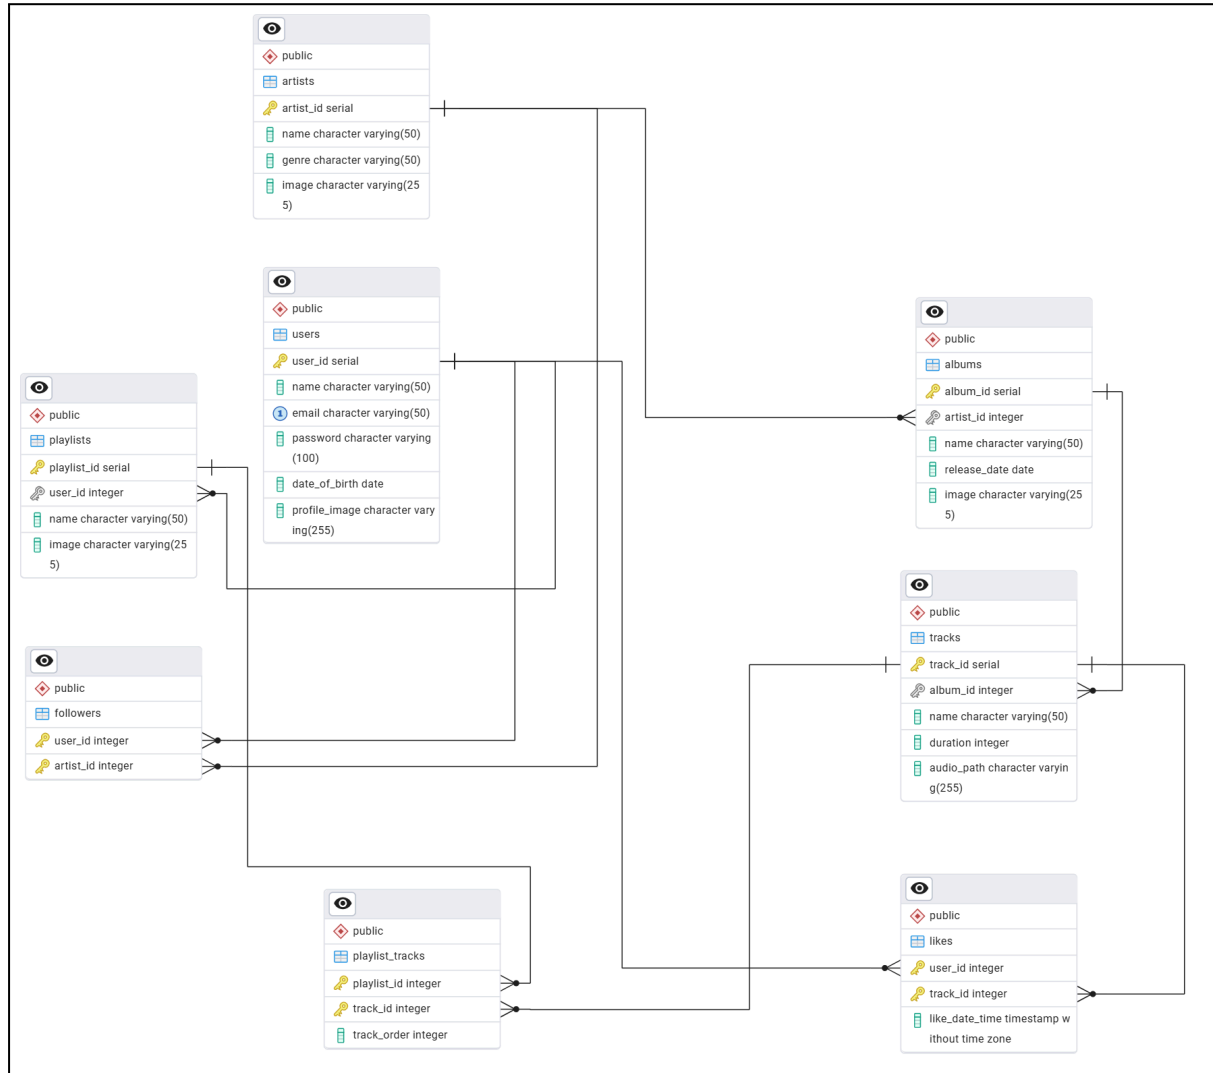 public
artists
artist_id serial
name character varying(50)
genre character varying(50)
image character varying(25
5)
public
users
user_id serial
name character varying(50)
1
email character varying(50)
password character varying
(100)
date_of_birth date
profile_image character vary
ing(255)
public
albums
album_id serial
artist_id integer
name character varying(50)
release_date date
image character varying(25
5)
public
playlists
playlist_id serial
user_id integer
name character varying(50)
image character varying(25
5)
public
tracks
track_id serial
album_id integer
name character varying(50)
duration integer
audio_path character varyin
g(255)
public
followers
user_id integer
artist_id integer
public
playlist_tracks
playlist_id integer
track_id integer
track_order integer
public
likes
user_id integer
track_id integer
like_date_time timestamp w
ithout time zone